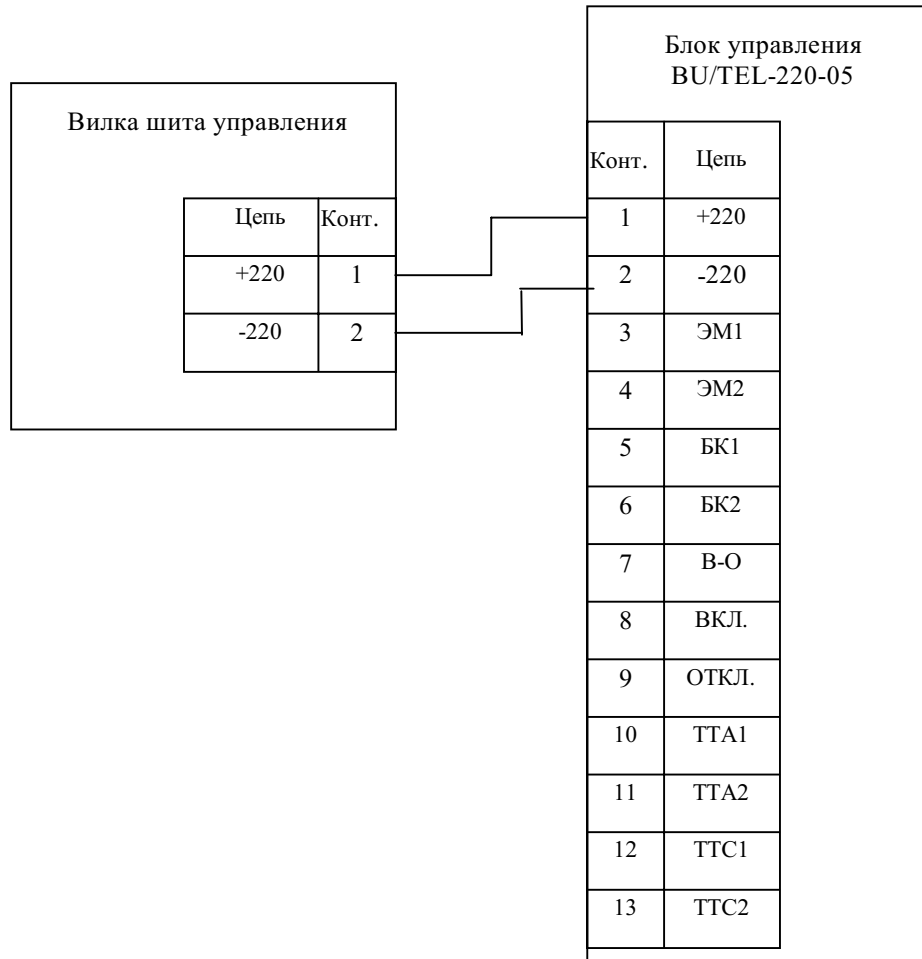 Блок управления
BU/TEL-220-05
Вилка шита управления
Цепь Конт.
+220 1
-220 2
Конт. Цепь
1 +220
2 -220
3 ЭМ1
4 ЭМ2
5 БК1
6 БК2
7 В-О
8 ВКЛ.
9 ОТКЛ.
10 ТТА1
11 ТТА2
12 ТТС1
13 ТТС2